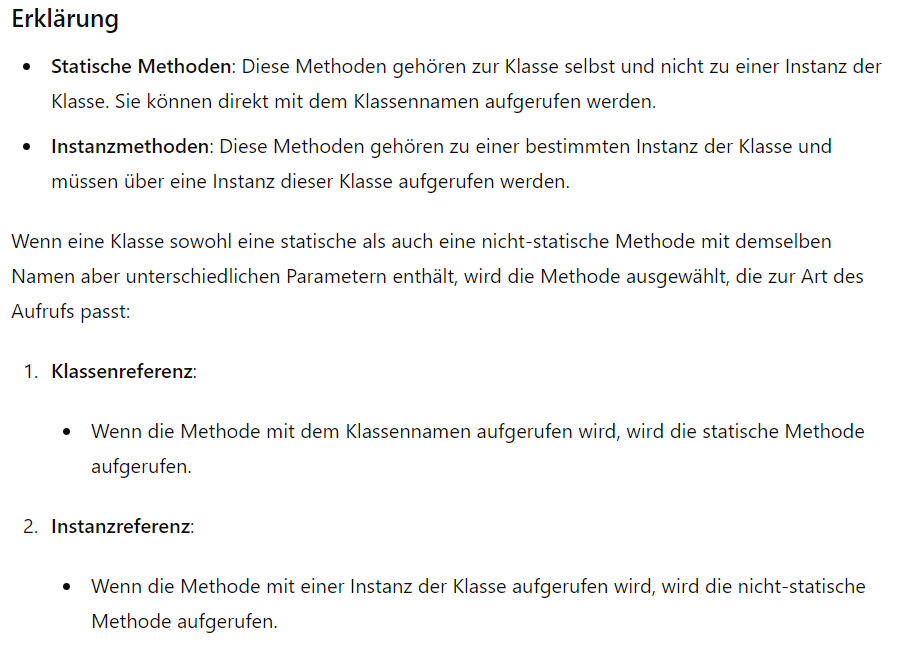 Erklärung
• Statische Methoden: Diese Methoden gehören zur Klasse selbst und nicht zu einer Instanz der
Klasse. Sie können direkt mit dem Klassennamen aufgerufen werden.
• Instanzmethoden: Diese Methoden gehören zu einer bestimmten Instanz der Klasse und
müssen über eine Instanz dieser Klasse aufgerufen werden.
Wenn eine Klasse sowohl eine statische als auch eine nicht-statische Methode mit demselben
Namen aber unterschiedlichen Parametern enthält, wird die Methode ausgewählt, die zur Art des
Aufrufs passt:
1. Klassenreferenz:
• Wenn die Methode mit dem Klassennamen aufgerufen wird, wird die statische Methode
aufgerufen.
2. Instanzreferenz:
• Wenn die Methode mit einer Instanz der Klasse aufgerufen wird, wird die nicht-statische
Methode aufgerufen.